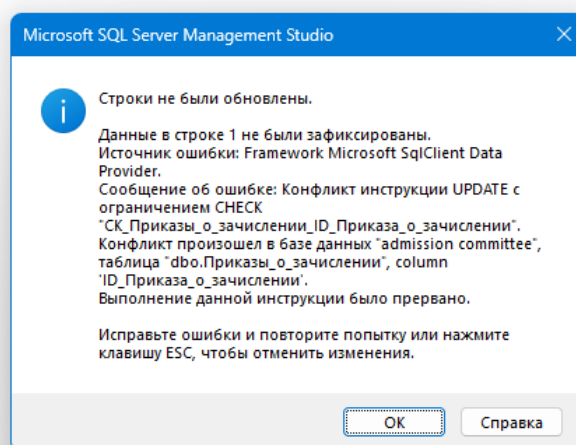 Microsoft SQL Server Management Studio
Строки не были обновлены.
Данные в строке 1 не были зафиксированы.
Источник ошибки: Framework Microsoft SqlClient Data
Provider.
Сообщение об ошибке: Конфликт инструкции UPDATE с
ограничением CHECK
"СК_Приказы_о_зачислении_ID_Приказа_о_зачислении".
Конфликт произошел в базе данных "admission committee",
таблица "dbo.Приказы_о_зачислении", column
'ID_Приказа_о_зачислении'.
Выполнение данной инструкции было прервано.
Исправьте ошибки и повторите попытку или нажмите
клавишу ESC, чтобы отменить изменения.
OK
Справка